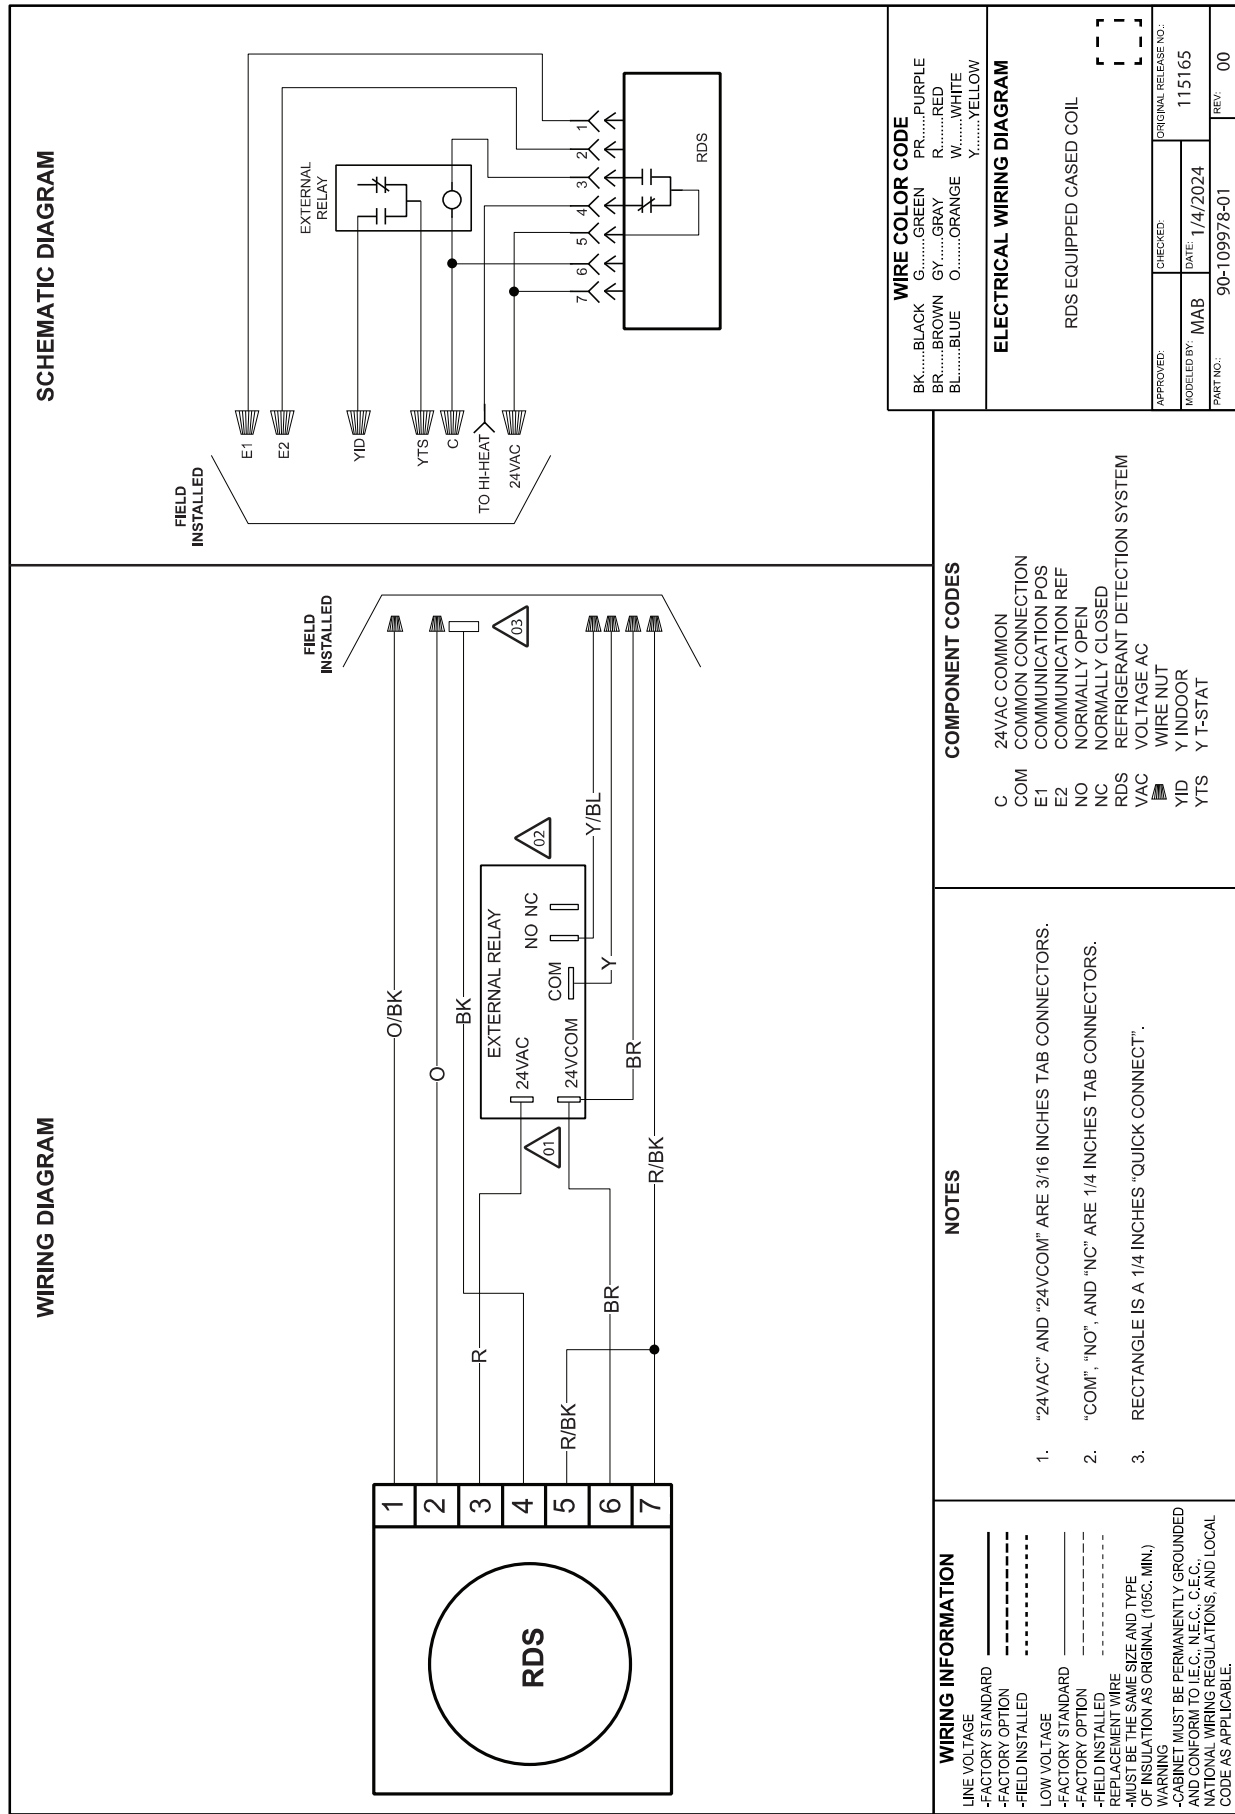 WIRING DIAGRAM
RDS
1
2
3
4
5
6
7
O/BK
O
BK
R
R/BK
BR
R/BK
BR
Y
Y/BL
EXTERNAL RELAY
24VAC
24VCOM
COM
NO NC
01
02
03
FIELD
INSTALLED
SCHEMATIC DIAGRAM
FIELD
INSTALLED
E1
E2
YID
YTS
C
TO HI-HEAT
24VAC
EXTERNAL
RELAY
7
6
5
4
3
2
1
RDS
WIRING INFORMATION
LINE VOLTAGE
-FACTORY STANDARD
-FACTORY OPTION
-FIELD INSTALLED
LOW VOLTAGE
-FACTORY STANDARD
-FACTORY OPTION
-FIELD INSTALLED
REPLACEMENT WIRE
-MUST BE THE SAME SIZE AND TYPE
OF INSULATION AS ORIGINAL (105C. MIN.)
WARNING
-CABINET MUST BE PERMANENTLY GROUNDED
AND CONFORM TO I.E.C., N.E.C., C.E.C.,
NATIONAL WIRING REGULATIONS, AND LOCAL
CODE AS APPLICABLE.
NOTES
1. “24VAC” AND “24VCOM” ARE 3/16 INCHES TAB CONNECTORS.
2. “COM”, “NO”, AND “NC” ARE 1/4 INCHES TAB CONNECTORS.
3. RECTANGLE IS A 1/4 INCHES “QUICK CONNECT”.
COMPONENT CODES
C 24VAC COMMON
COM COMMON CONNECTION
E1 COMMUNICATION POS
E2 COMMUNICATION REF
NO NORMALLY OPEN
NC NORMALLY CLOSED
RDS REFRIGERANT DETECTION SYSTEM
VAC VOLTAGE AC
WIRE NUT
YID Y INDOOR
YTS Y T-STAT
WIRE COLOR CODE
BK......BLACK G........GREEN PR......PURPLE
BR......BROWN GY.....GRAY R........RED
BL......BLUE O........ORANGE W.......WHITE
Y........YELLOW
ELECTRICAL WIRING DIAGRAM
RDS EQUIPPED CASED COIL
APPROVED: CHECKED: ORIGINAL RELEASE NO.:
115165
MODELED BY: MAB DATE: 1/4/2024
PART NO.: 90-109978-01 REV: 00